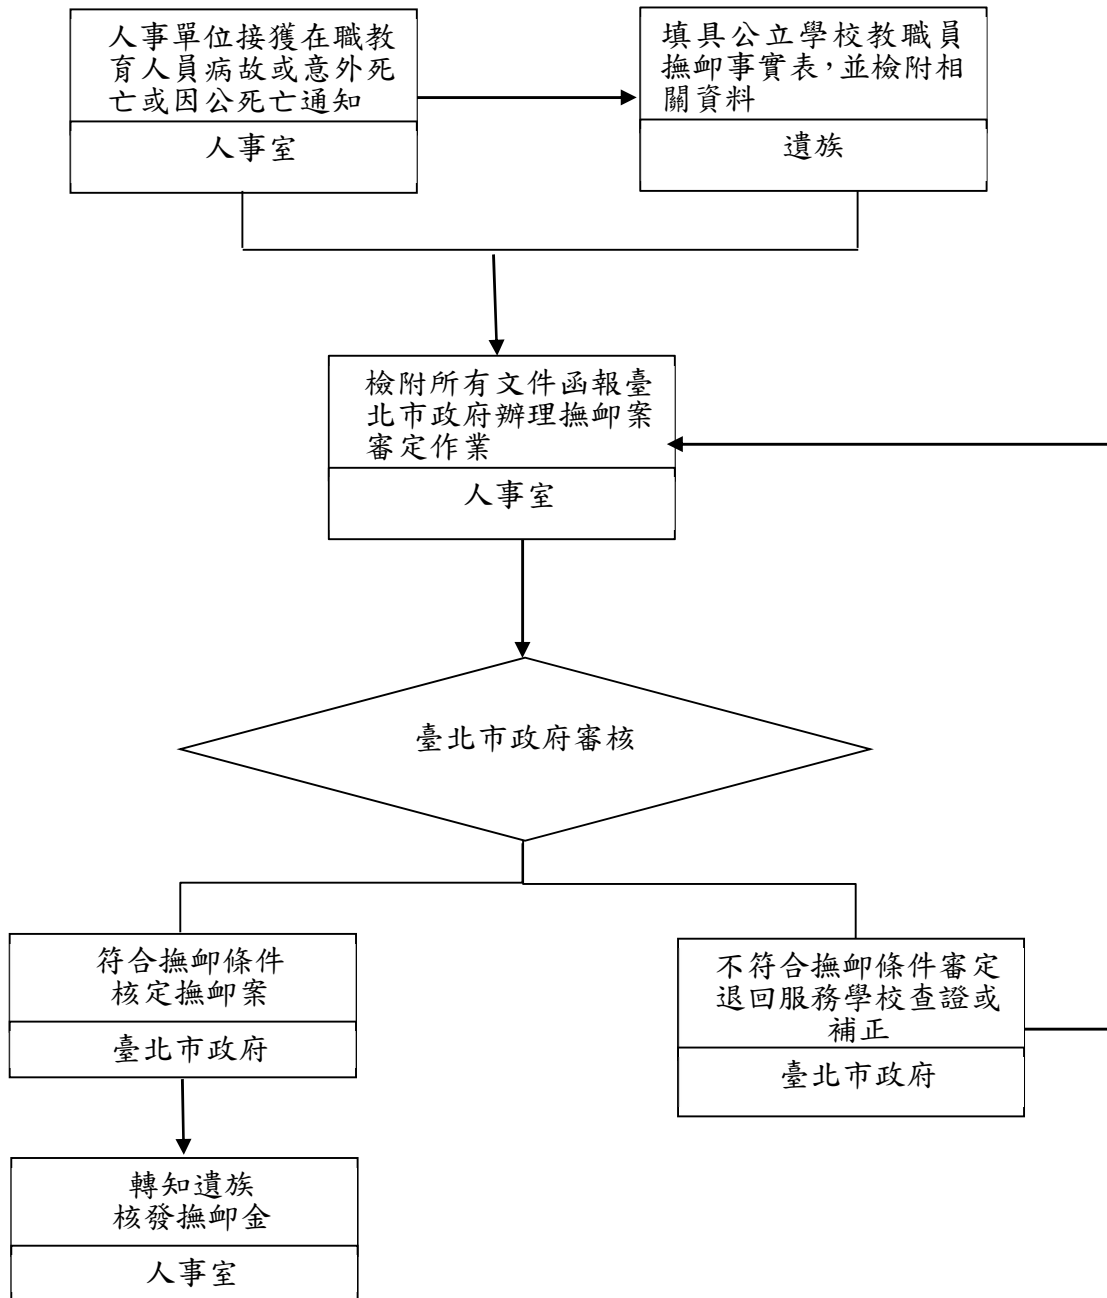 人事單位接獲在職教
育人員病故或意外死
亡或因公死亡通知
人事室
填具公立學校教職員
撫卹事實表，並檢附相
關資料
遺族
檢附所有文件函報臺
北市政府辦理撫卹案
審定作業
人事室
臺北市政府審核
符合撫卹條件
核定撫卹案
臺北市政府
不符合撫卹條件審定
退回服務學校查證或
補正
臺北市政府
轉知遺族
核發撫卹金
人事室